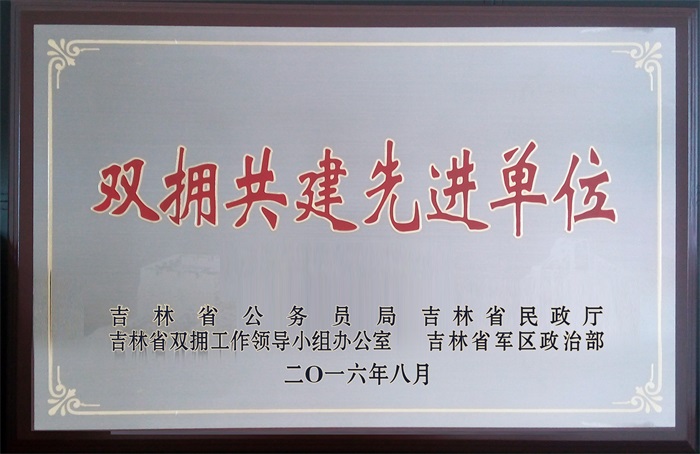 双拥共建先进单位
吉林省公务员局 吉林省民政厅
吉林省双拥工作领导小组办公室 吉林省军区政治部
二〇一六年八月